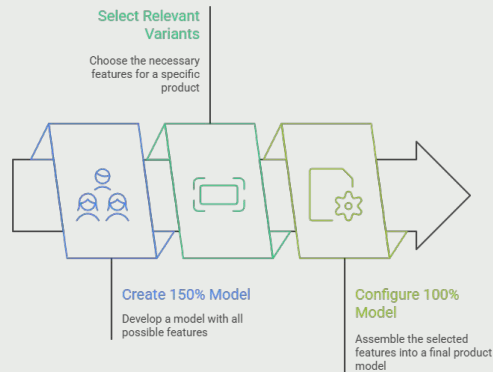 Select Relevant
Variants
Choose the necessary
features for a specific
product
Create 150% Model
Develop a model with all
possible features
Configure 100%
Model
Assemble the selected
features into a final product
model